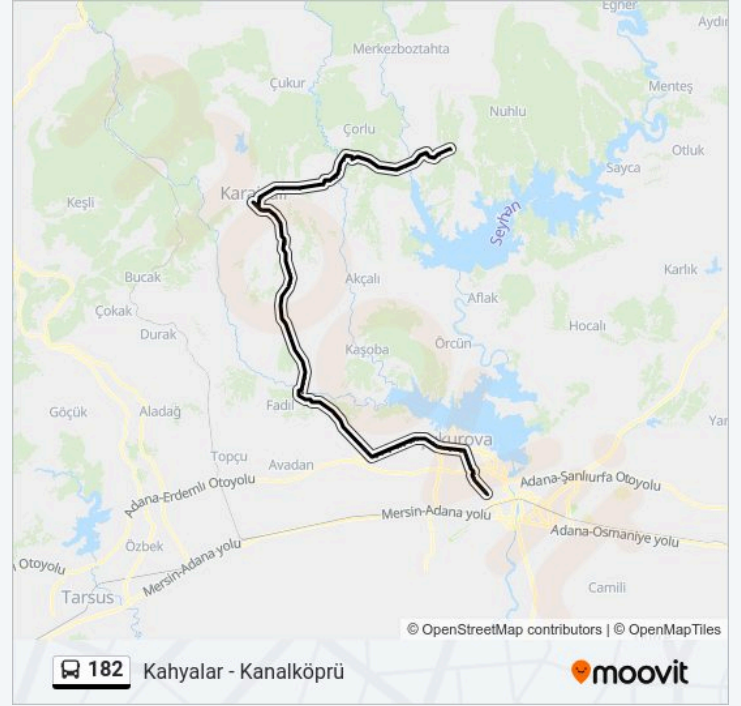 Egner
Aydın
Merkezboztahta
Çukur
Menteş
Nuhlu
Çorlu
Otluk
Sayca
Keşli
Seyhan
Karlık
Bucak
Akçalı
Aflak
Çokak
Hocalı
Durak
Kaşoba
Örcün
Göçük
Aladağ
Fadıl
kurova
Topçu
Avadan
Adana-Şanlıurfa Otoyolu
Adana-Erdemli Otoyolu
Mersin-Adana yolu
Adana-Osmaniye yolu
Özbek
Mersin-Adana yolu
Otoyolu
Camili
Tarsus
© OpenStreetMap contributors | © OpenMapTiles
182 Kahyalar - Kanalköprü
moovit